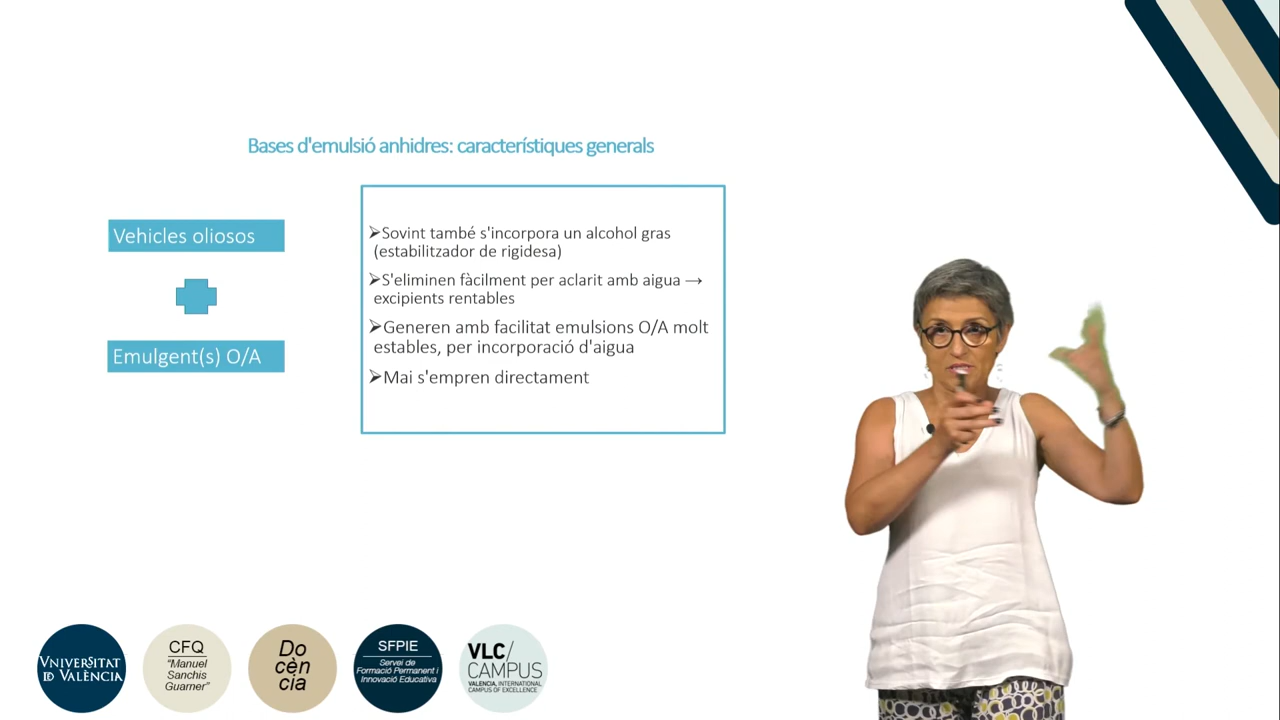 Bases d'emulsió anhidres: característiques generals
Vehicles oliosos
Emulgent(s) O/A
➢Sovint també s'incorpora un alcohol gras
(estabilitzador de rigidesa)
➢S'eliminen fàcilment per aclarit amb aigua →
excipients rentables
➢Generen amb facilitat emulsions O/A molt
estables, per incorporació d'aigua
➢Mai s'empren directament
VNIVERSITAT
ID VALÈNCIA
CFQ
"Manuel
Sanchis
Guarner"
Do
cèn
cia
SFPIE
Servei de
Formació Permanent i
Innovació Educativa
VLC/
CAMPUS
VALENCIA, INTERNATIONAL
CAMPUS OF EXCELLENCE